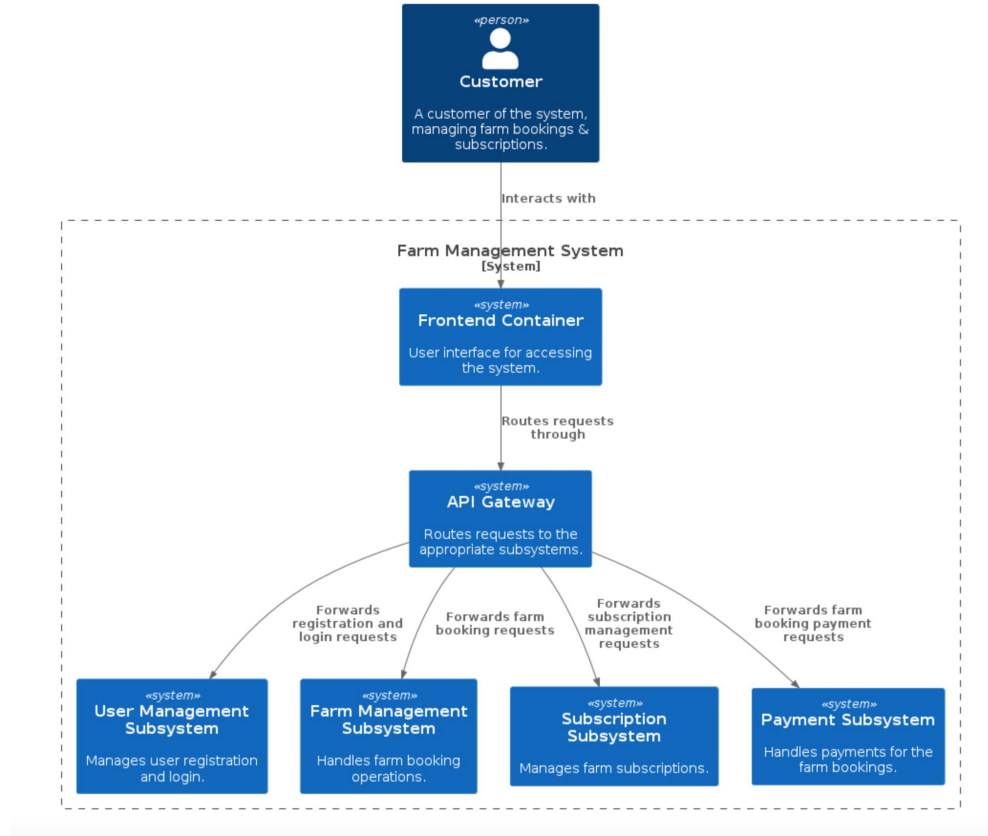 «person»
Customer
A customer of the system,
managing farm bookings &
subscriptions.
Interacts with
Farm Management System
[System]
«system»
Frontend Container
User interface for accessing
the system.
Routes requests
through
«system»
API Gateway
Routes requests to the
appropriate subsystems.
Forwards
registration and
login requests
Forwards farm
booking requests
Forwards
subscription
management
requests
Forwards farm
booking payment
requests
«system»
User Management
Subsystem
Manages user registration
and login.
«system»
Farm Management
Subsystem
Handles farm booking
operations.
«system»
Subscription
Subsystem
Manages farm subscriptions.
«system»
Payment Subsystem
Handles payments for the
farm bookings.